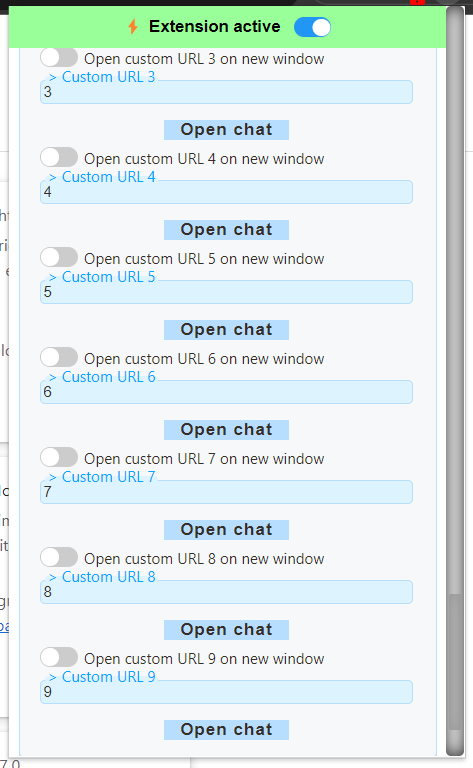 Extension active
Open custom URL 3 on new window
> Custom URL 3
3
Open chat
Open custom URL 4 on new window
> Custom URL 4
4
Open chat
Open custom URL 5 on new window
> Custom URL 5
5
Open chat
Open custom URL 6 on new window
> Custom URL 6
6
Open chat
Open custom URL 7 on new window
> Custom URL 7
7
Open chat
Open custom URL 8 on new window
> Custom URL 8
8
Open chat
Open custom URL 9 on new window
> Custom URL 9
9
Open chat